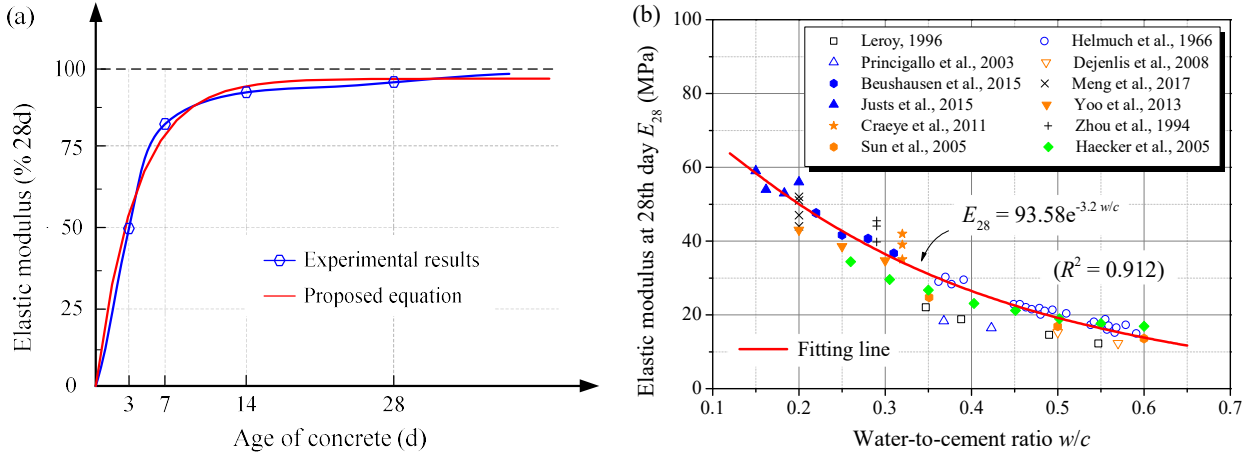 (a)
Elastic modulus (% 28d)
100
75
50
25
0
3 7 14 28
Age of concrete (d)
Experimental results
Proposed equation
(b)
Elastic modulus at 28th day E28 (MPa)
100
80
60
40
20
0
0.1 0.2 0.3 0.4 0.5 0.6 0.7
Water-to-cement ratio w/c
Leroy, 1996
Princigallo et al., 2003
Beushausen et al., 2015
Justs et al., 2015
Craeye et al., 2011
Sun et al., 2005
Helmuch et al., 1966
Dejenlis et al., 2008
Meng et al., 2017
Yoo et al., 2013
Zhou et al., 1994
Haecker et al., 2005
E28 = 93.58e-3.2 w/c
(R2 = 0.912)
Fitting line